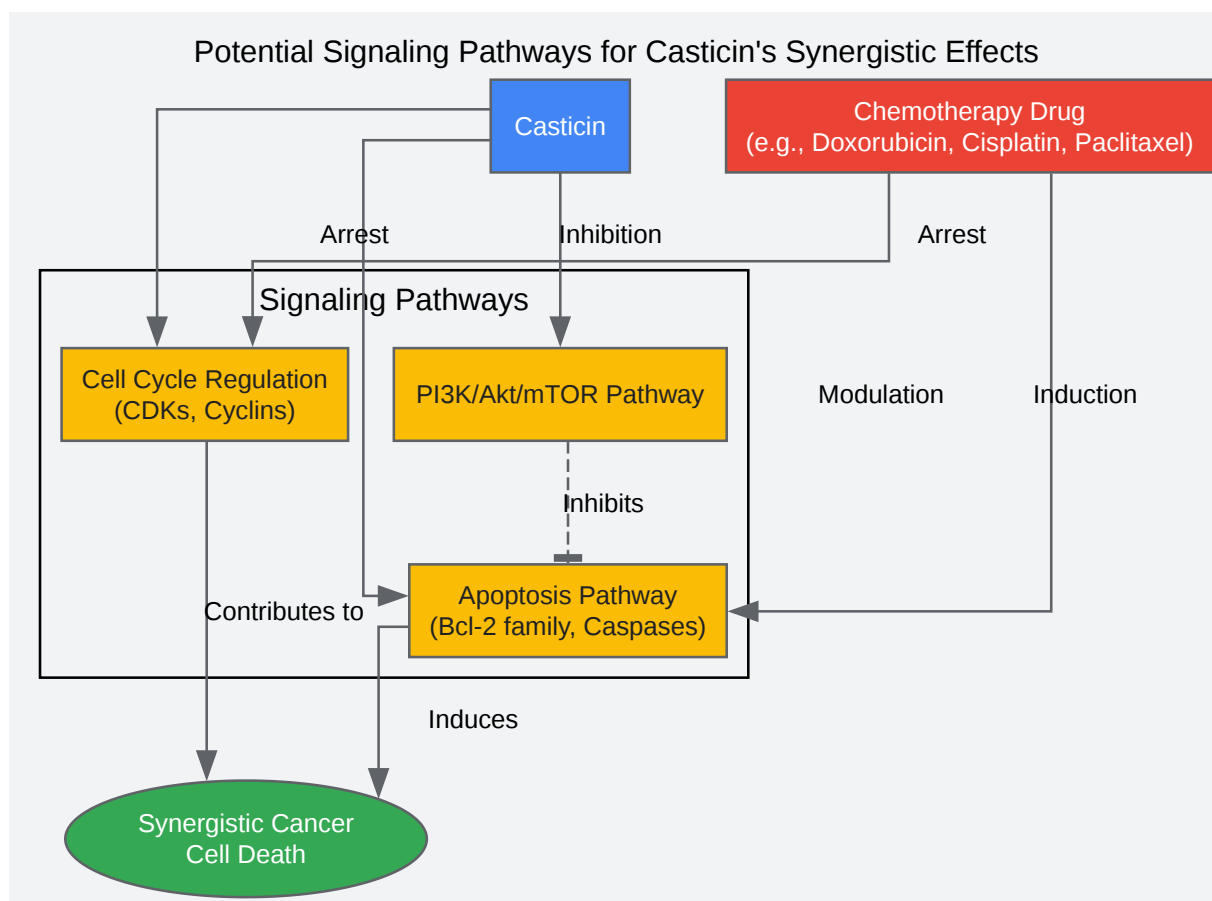 Potential Signaling Pathways for Casticin's Synergistic Effects
Casticin
Chemotherapy Drug
(e.g., Doxorubicin, Cisplatin, Paclitaxel)
Arrest
Inhibition
Arrest
Signaling Pathways
Cell Cycle Regulation
(CDKs, Cyclins)
PI3K/Akt/mTOR Pathway
Modulation
Induction
Inhibits
Apoptosis Pathway
(Bcl-2 family, Caspases)
Contributes to
Induces
Synergistic Cancer
Cell Death